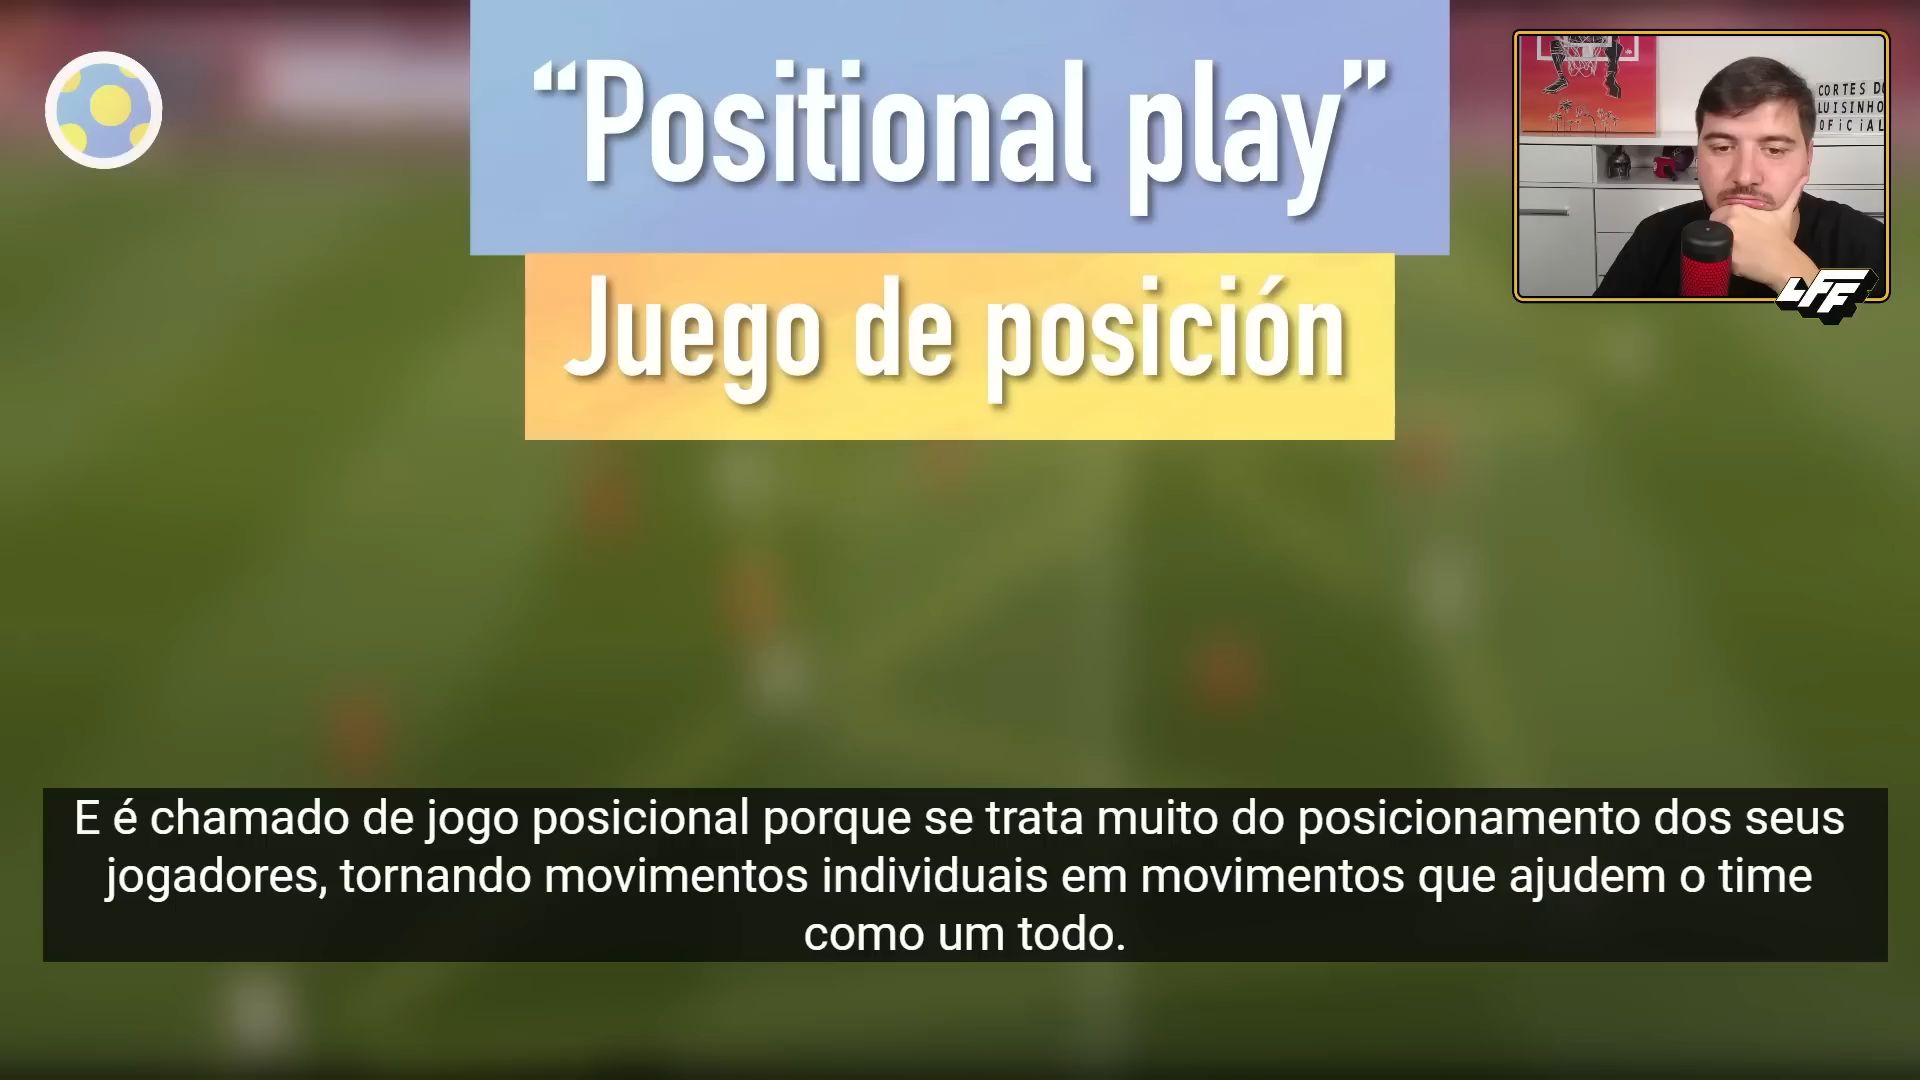 “Positional play”
Juego de posición
CORTES DO
LUISINHO
OFiCiAL
LFF
E é chamado de jogo posicional porque se trata muito do posicionamento dos seus
jogadores, tornando movimentos individuais em movimentos que ajudem o time
como um todo.